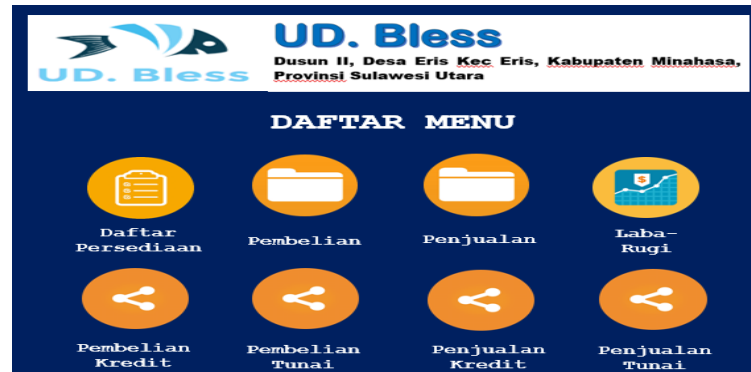 UD. Bless
UD. Bless
Dusun II, Desa Eris Kec Eris, Kabupaten Minahasa,
Provinsi Sulawesi Utara
DAFTAR MENU
Daftar
Persediaan
Pembelian
Penjualan
Laba-
Rugi
Pembelian
Kredit
Pembelian
Tunai
Penjualan
Kredit
Penjualan
Tunai